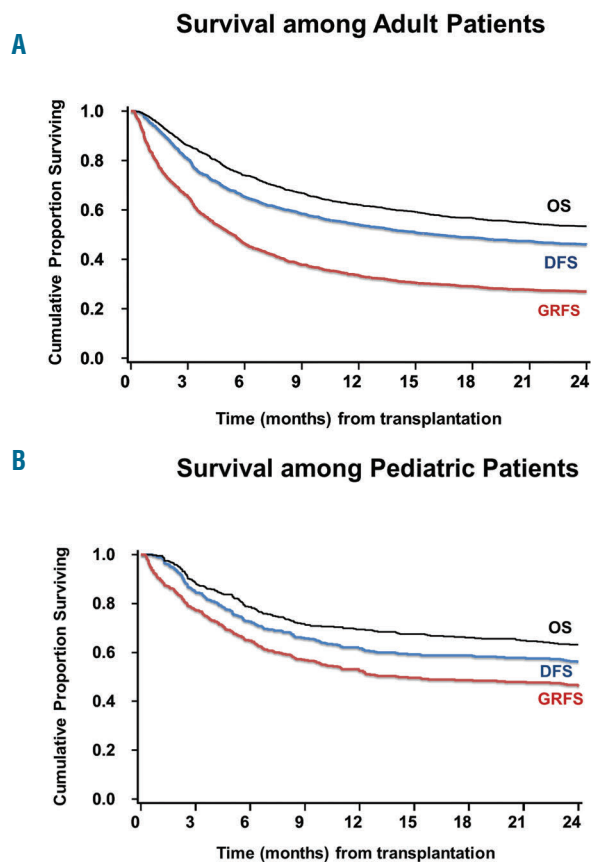 A
Survival among Adult Patients
Cumulative Proportion Surviving
1.0
0.8
0.6
0.4
0.2
0.0
OS
DFS
GRFS
0 3 6 9 12 15 18 21 24
Time (months) from transplantation
B
Survival among Pediatric Patients
Cumulative Proportion Surviving
1.0
0.8
0.6
0.4
0.2
0.0
OS
DFS
GRFS
0 3 6 9 12 15 18 21 24
Time (months) from transplantation